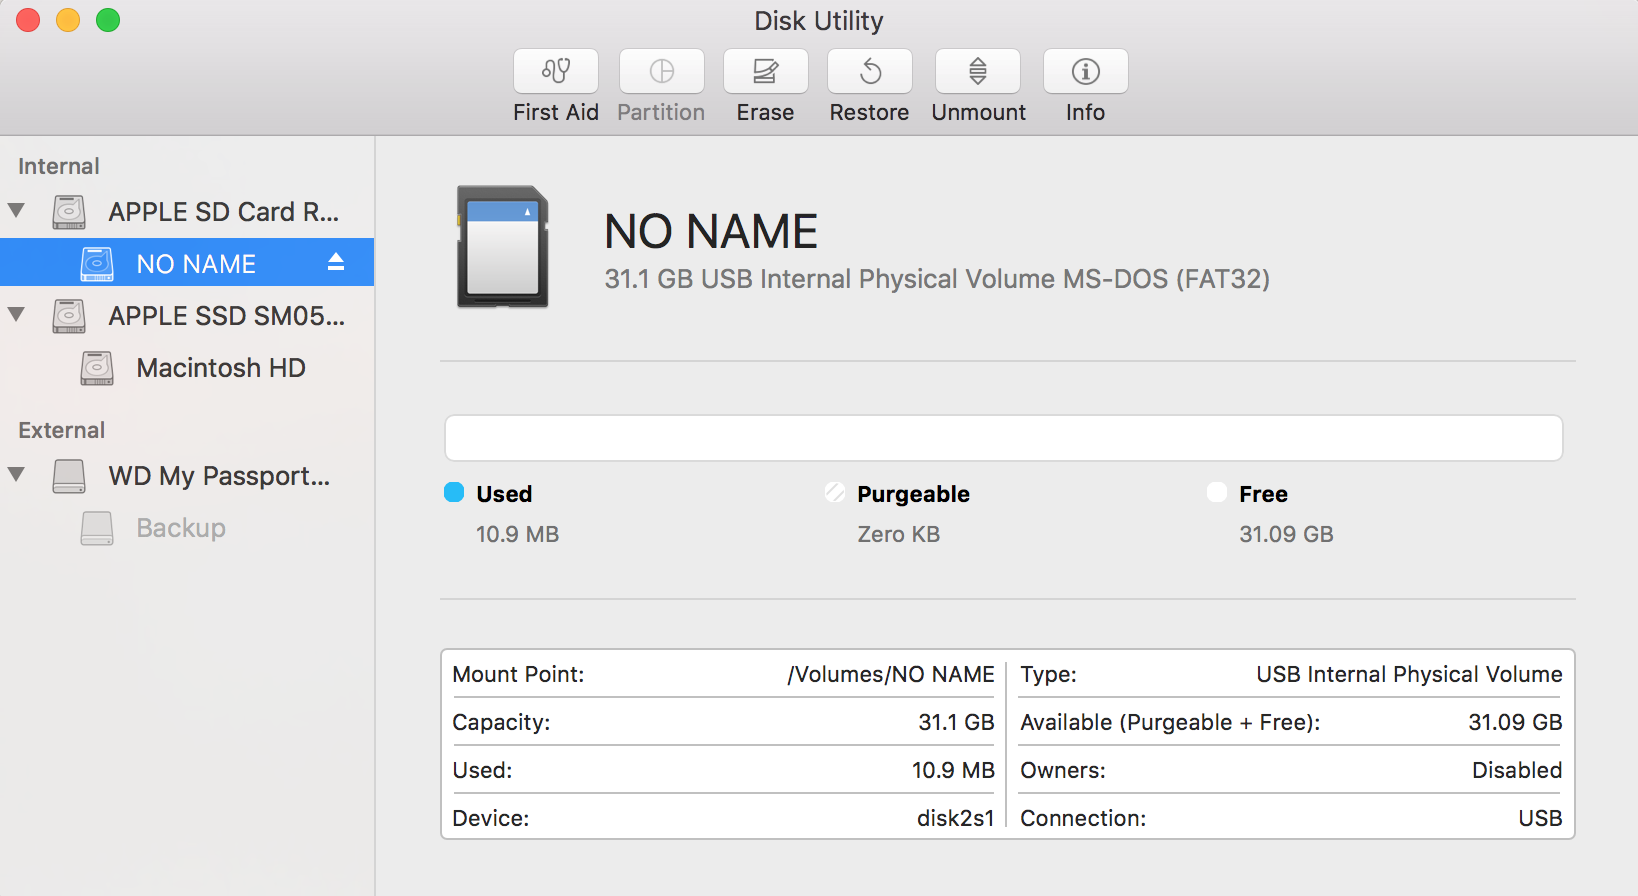 Disk Utility
First Aid
Partition
Erase
Restore
Unmount
Info
Internal
APPLE SD Card R...
NO NAME
APPLE SSD SM05...
Macintosh HD
External
WD My Passport...
Backup
NO NAME
31.1 GB USB Internal Physical Volume MS-DOS (FAT32)
Used
10.9 MB
Purgeable
Zero KB
Free
31.09 GB
Mount Point: /Volumes/NO NAME
Capacity: 31.1 GB
Used: 10.9 MB
Device: disk2s1
Type: USB Internal Physical Volume
Available (Purgeable + Free): 31.09 GB
Owners: Disabled
Connection: USB